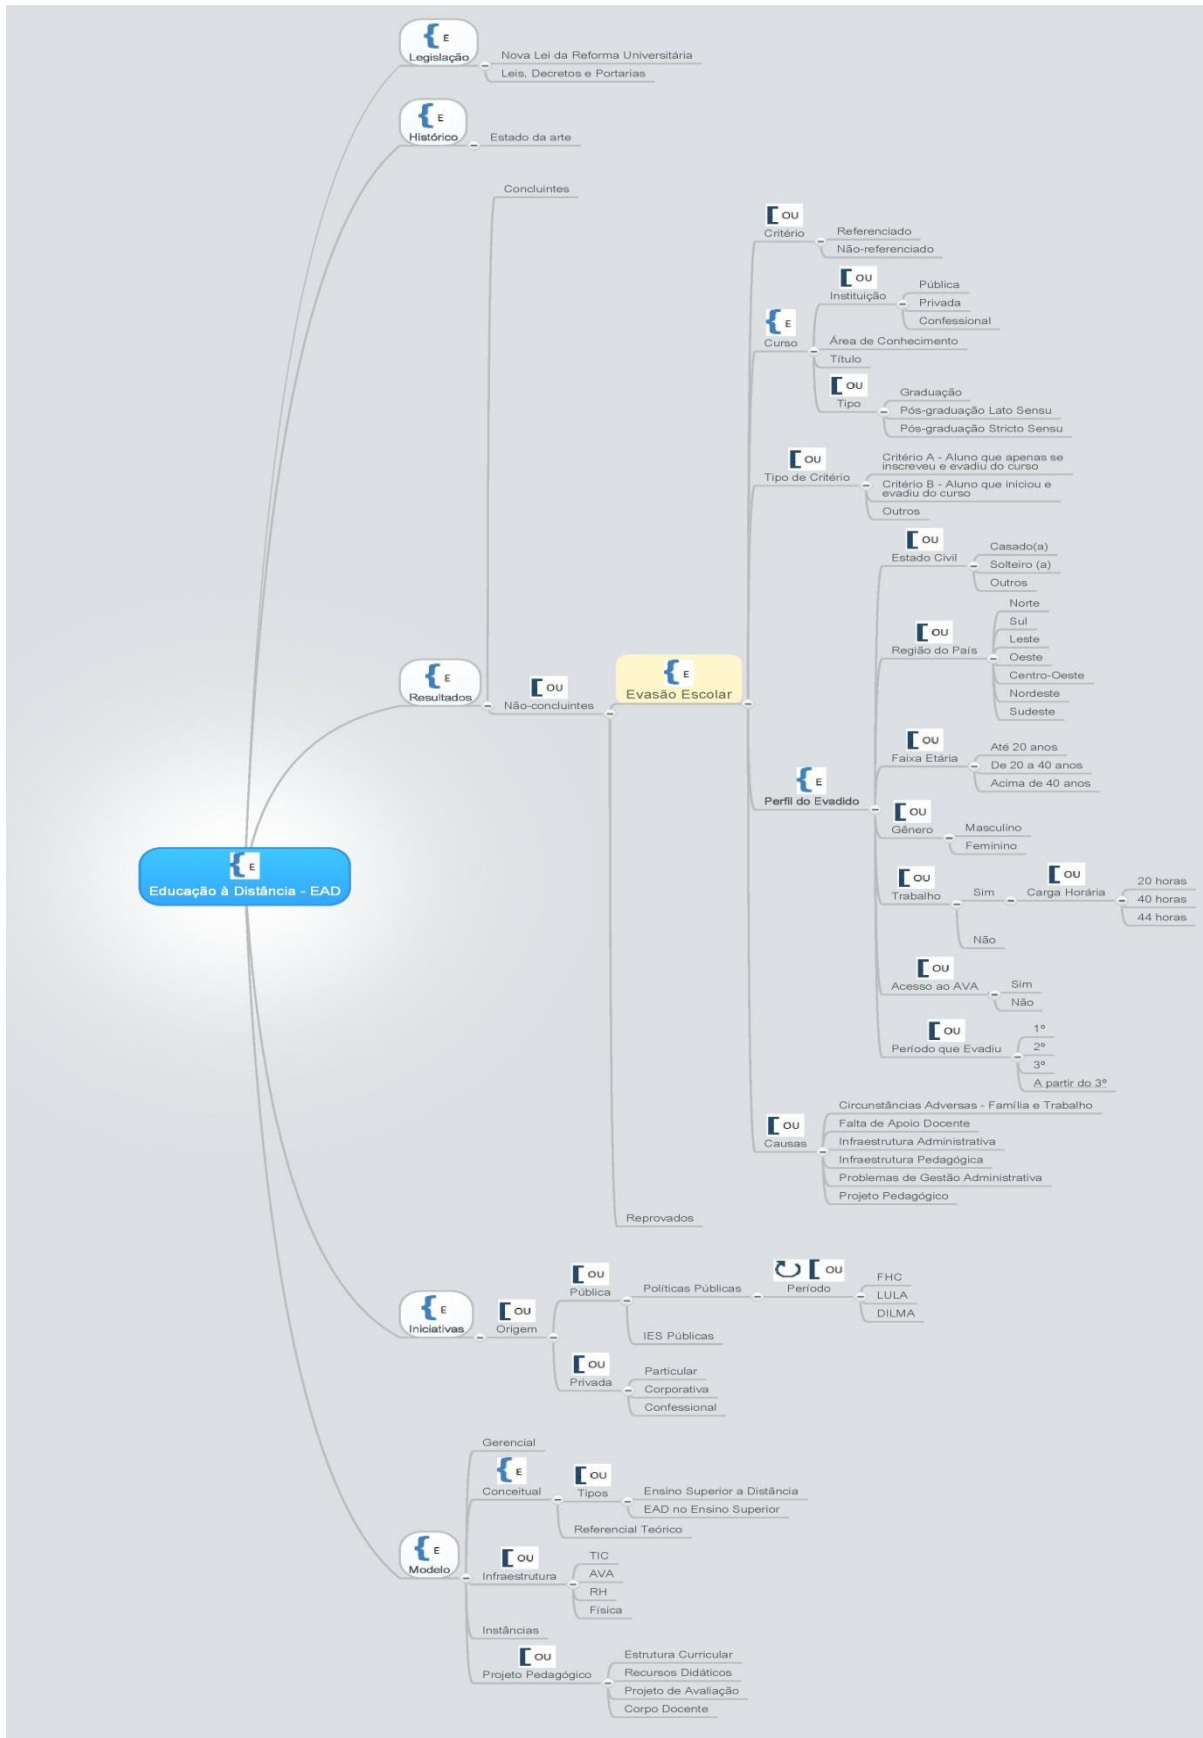 E
Legislação
Nova Lei da Reforma Universitária
Leis, Decretos e Portarias
E
Histórico
Estado da arte
E
Resultados
Concluintes
OU
Não-concluintes
E
Evasão Escolar
OU
Critério
Referenciado
Não-referenciado
E
Curso
OU
Instituição
Pública
Privada
Confessional
Área de Conhecimento
Título
OU
Tipo
Graduação
Pós-graduação Lato Sensu
Pós-graduação Stricto Sensu
OU
Tipo de Critério
Critério A - Aluno que apenas se
inscreveu e evadiu do curso
Critério B - Aluno que iniciou e
evadiu do curso
Outros
E
Perfil do Evadido
OU
Estado Civil
Casado(a)
Solteiro (a)
Outros
OU
Região do País
Norte
Sul
Leste
Oeste
Centro-Oeste
Nordeste
Sudeste
OU
Faixa Etária
Até 20 anos
De 20 a 40 anos
Acima de 40 anos
OU
Gênero
Masculino
Feminino
OU
Trabalho
Sim
OU
Carga Horária
20 horas
40 horas
44 horas
Não
OU
Acesso ao AVA
Sim
Não
OU
Período que Evadiu
1º
2º
3º
A partir do 3º
OU
Causas
Circunstâncias Adversas - Família e Trabalho
Falta de Apoio Docente
Infraestrutura Administrativa
Infraestrutura Pedagógica
Problemas de Gestão Administrativa
Projeto Pedagógico
Reprovados
E
Educação à Distância - EAD
E
Iniciativas
OU
Origem
OU
Pública
Políticas Públicas
OU
Período
FHC
LULA
DILMA
IES Públicas
OU
Privada
Particular
Corporativa
Confessional
E
Modelo
Gerencial
E
Conceitual
OU
Tipos
Ensino Superior a Distância
EAD no Ensino Superior
Referencial Teórico
OU
Infraestrutura
TIC
AVA
RH
Física
Instâncias
OU
Projeto Pedagógico
Estrutura Curricular
Recursos Didáticos
Projeto de Avaliação
Corpo Docente